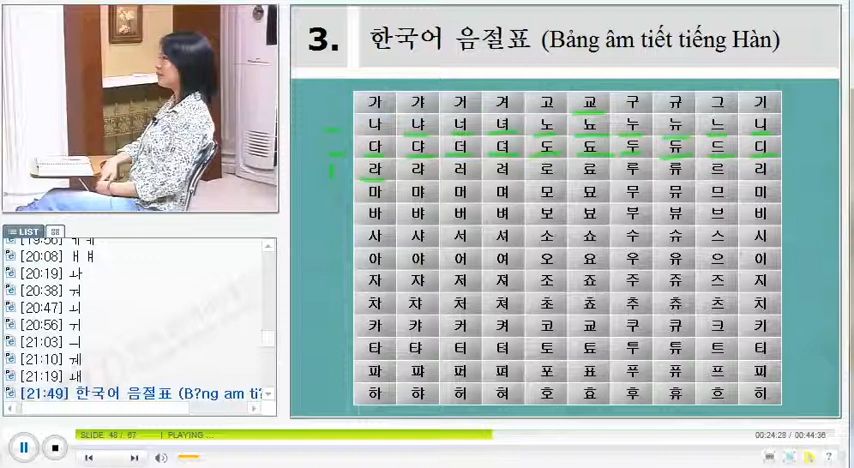 3. 한국어 음절표 (Bảng âm tiết tiếng Hàn)
가 갸 거 겨 고 교 구 규 그 기
나 냐 너 녀 노 뇨 누 뉴 느 니
다 댜 더 뎌 도 됴 두 듀 드 디
라 랴 러 려 로 료 루 류 르 리
마 먀 머 며 모 묘 무 뮤 므 미
바 뱌 버 벼 보 뵤 부 뷰 브 비
사 샤 서 셔 소 쇼 수 슈 스 시
아 야 어 여 오 요 우 유 으 이
자 쟈 저 져 조 죠 주 쥬 즈 지
차 챠 처 쳐 초 쵸 추 츄 츠 치
카 캬 커 켜 고 교 쿠 큐 크 키
타 탸 터 텨 토 툐 투 튜 트 티
파 퍄 퍼 펴 포 표 푸 퓨 프 피
하 햐 허 혀 호 효 후 휴 흐 히
LIST
[19:56] ㅔ ㅖ
[20:08] ㅐ ㅒ
[20:19] ㅘ
[20:38] ㅝ
[20:47] ㅚ
[20:56] ㅟ
[21:03] ㅢ
[21:10] ㅞ
[21:19] ㅙ
[21:49] 한국어 음절표 (B?ng am ti?
SLIDE 48 / 67 | PLAYING ...
00:24:28 / 00:44:36